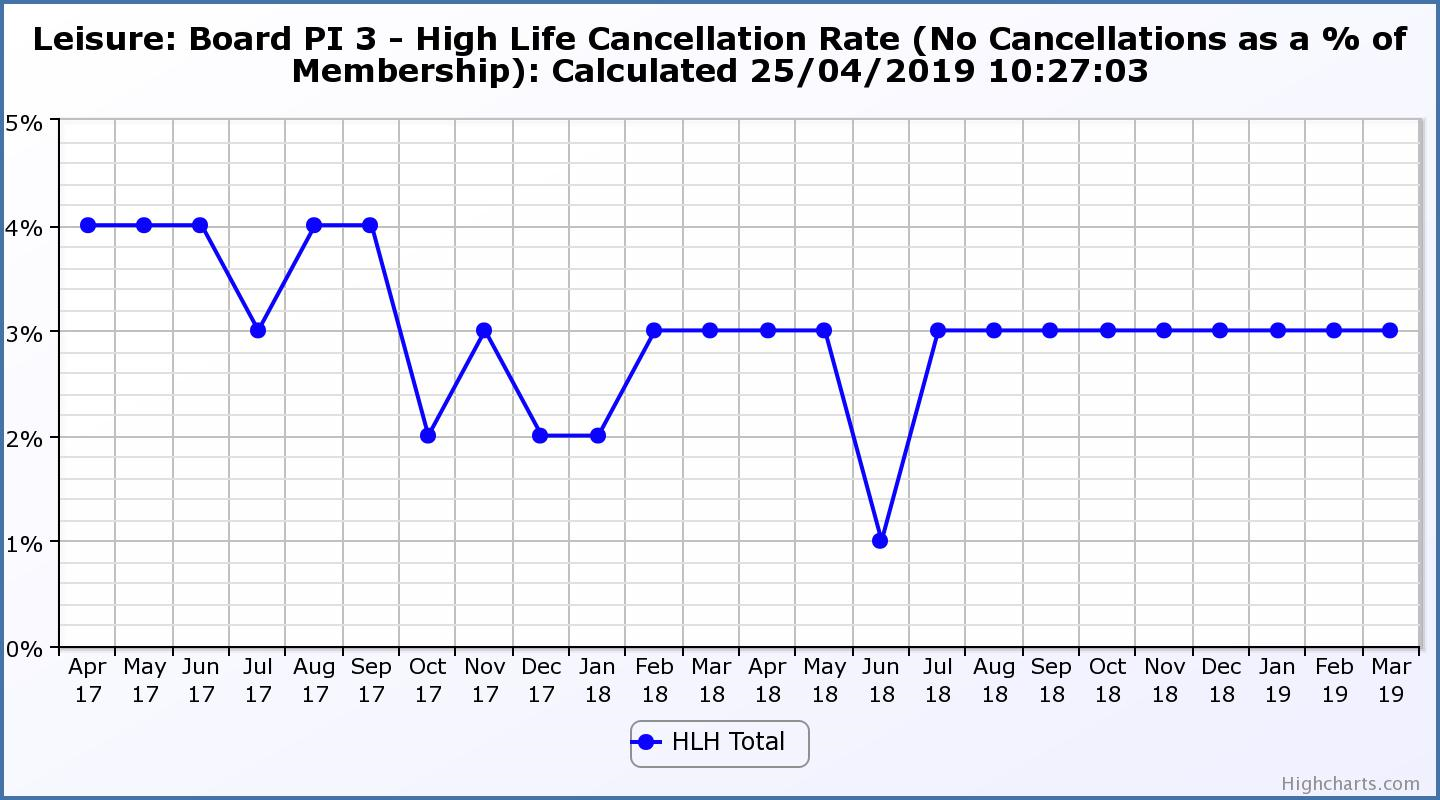 Leisure: Board PI 3 - High Life Cancellation Rate (No Cancellations as a % of
Membership): Calculated 25/04/2019 10:27:03
5%
4%
3%
2%
1%
0%
Apr May Jun Jul Aug Sep Oct Nov Dec Jan Feb Mar Apr May Jun Jul Aug Sep Oct Nov Dec Jan Feb Mar
17 17 17 17 17 17 17 17 17 18 18 18 18 18 18 18 18 18 18 18 18 19 19 19
HLH Total
Highcharts.com